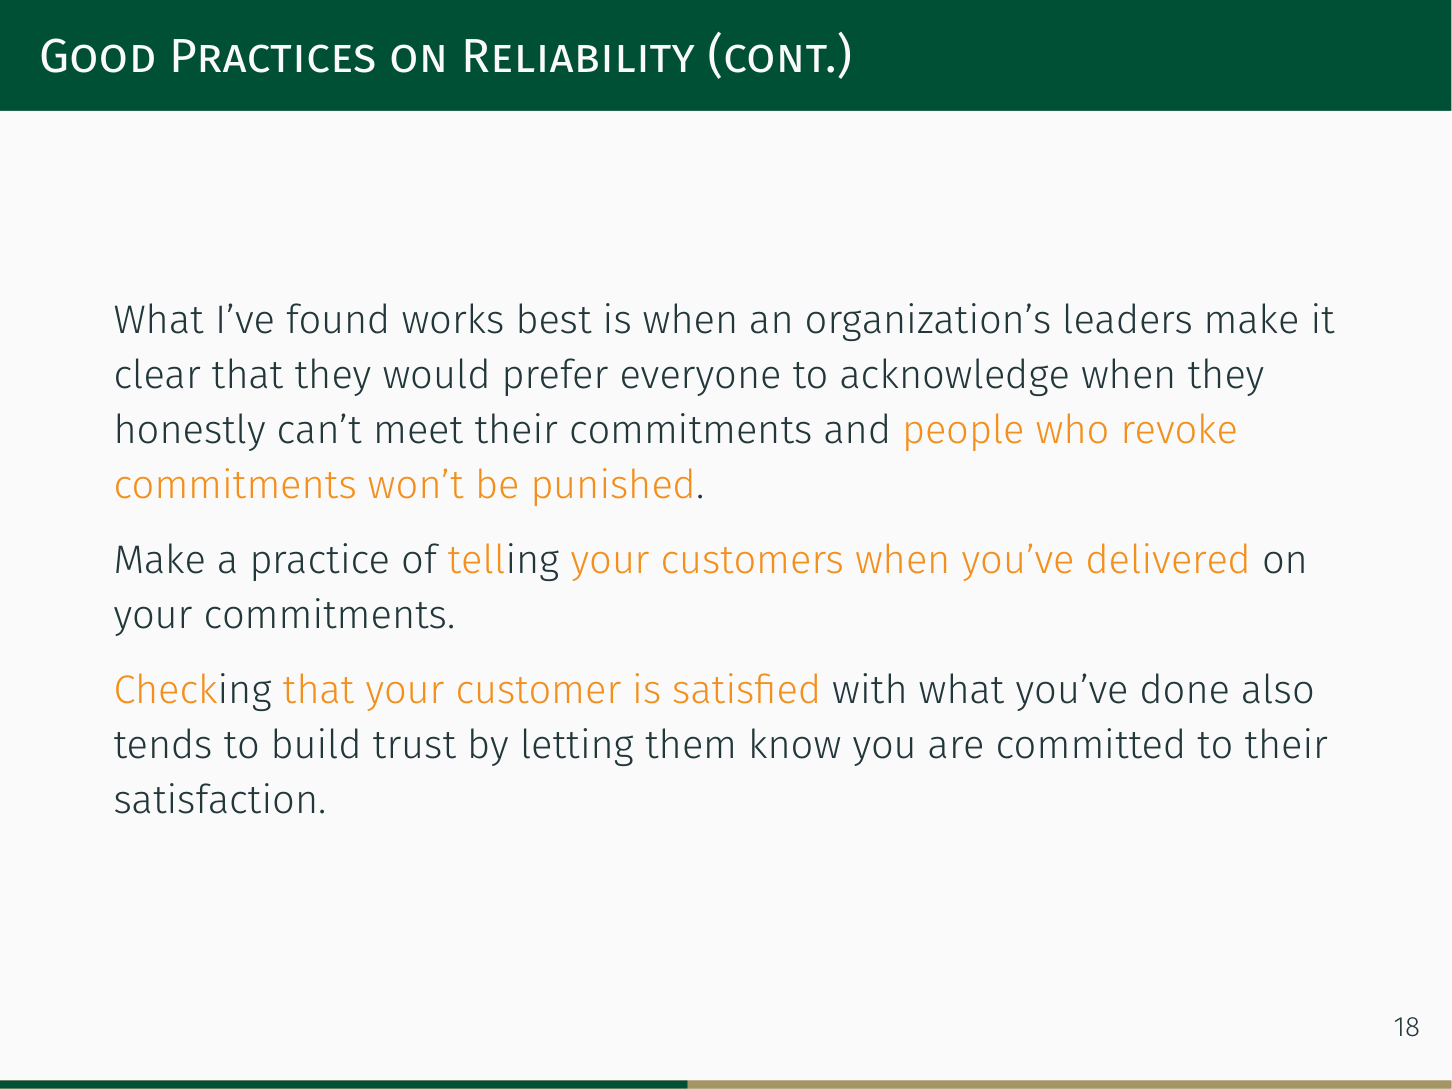 Good Practices on Reliability (cont.)
What I’ve found works best is when an organization’s leaders make it
clear that they would prefer everyone to acknowledge when they
honestly can’t meet their commitments and people who revoke
commitments won’t be punished.
Make a practice of telling your customers when you’ve delivered on
your commitments.
Checking that your customer is satisfied with what you’ve done also
tends to build trust by letting them know you are committed to their
satisfaction.
18